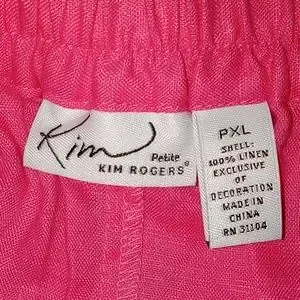 Kim
Petite
KIM ROGERS®
PXL
SHELL:
100% LINEN
EXCLUSIVE
OF
DECORATION
MADE IN
CHINA
RN 31104